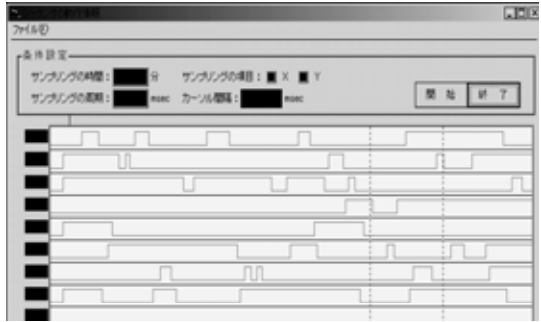 ファイル(F)
条件設定
サンプリングの時間： 分 サンプリングの項目： X Y
サンプリングの周期： msec カーソル間隔： msec
開 始 終 了